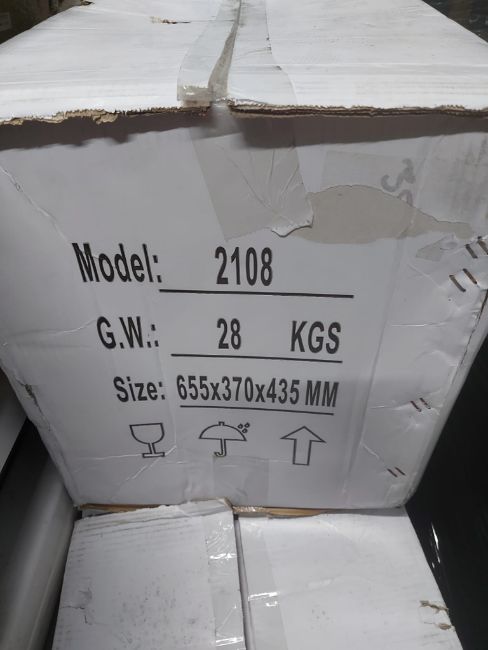 Model: 2108
G.W.: 28 KGS
Size: 655x370x435 MM